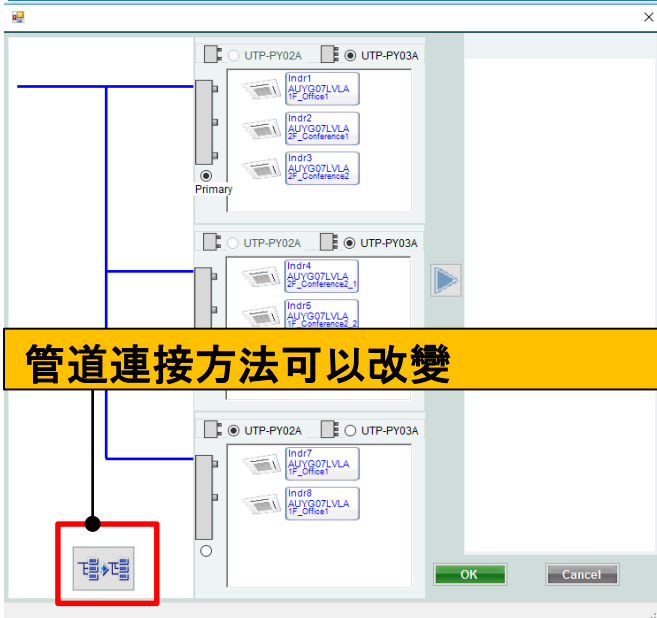 UTP-PY02A UTP-PY03A
Indr1
AUYG07LVLA
1F_Office1
Indr2
AUYG07LVLA
2F_Conference1
Indr3
AUYG07LVLA
2F_Conference2
Primary
UTP-PY02A UTP-PY03A
Indr4
AUYG07LVLA
2F_Conference2_1
Indr5
AUYG07LVLA
1F_Conference2_2
管道連接方法可以改變
UTP-PY02A UTP-PY03A
Indr7
AUYG07LVLA
1F_Office1
Indr8
AUYG07LVLA
1F_Office1
OK Cancel